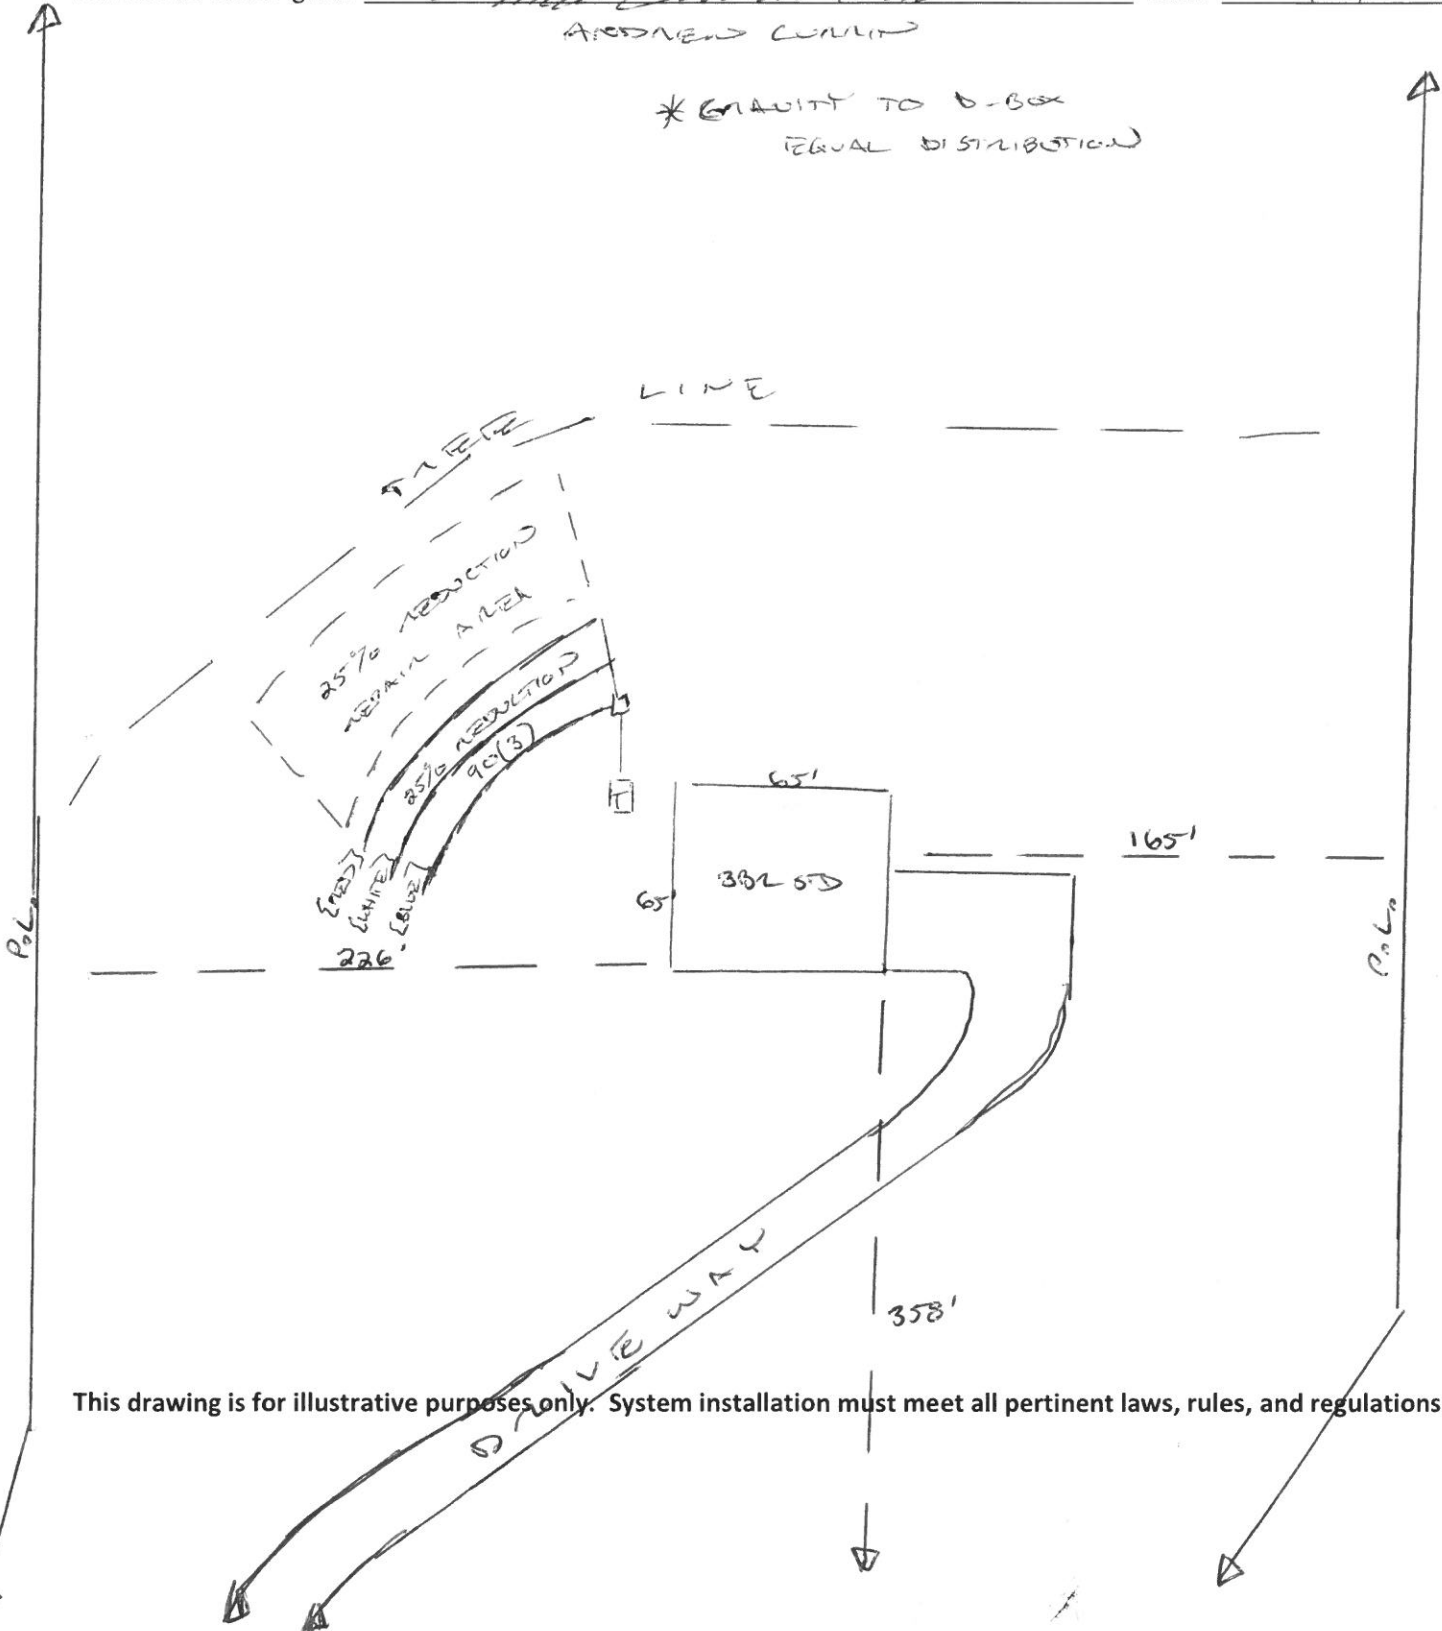 ANDREW CURRIN
* GRAVITY TO D-BOX
EQUAL DISTRIBUTION
TREE LINE
25% REDUCTION
REPAIR AREA
25% REDUCTION
90(3)
T
65'
165'
3BR SFD
65'
{RED}
{WHITE}
{BLUE}
P.L.
P.L.
226'
358'
DRIVE WAY
This drawing is for illustrative purposes only. System installation must meet all pertinent laws, rules, and regulations